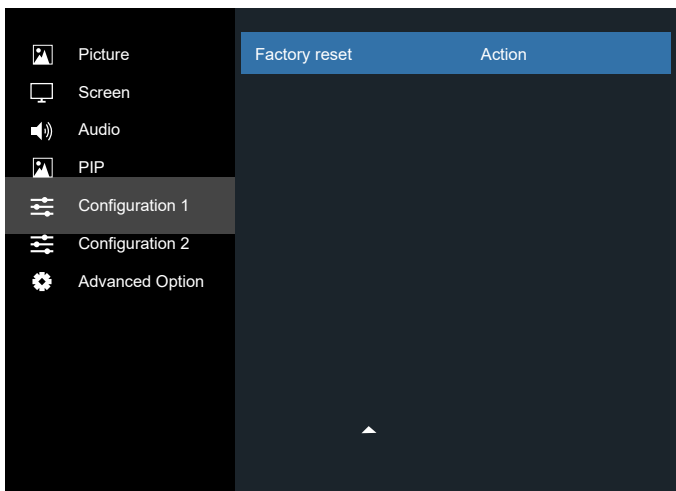 Picture
Screen
Audio
PIP
Configuration 1
Configuration 2
Advanced Option
Factory reset Action